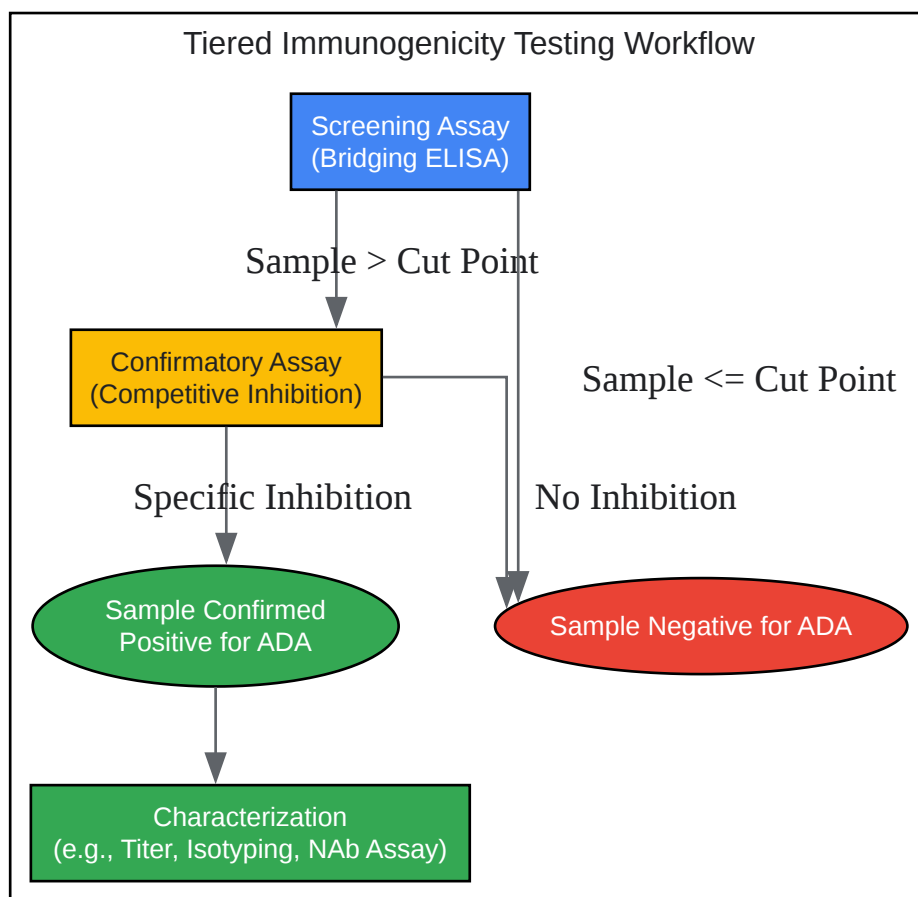 Tiered Immunogenicity Testing Workflow
Screening Assay
(Bridging ELISA)
Sample > Cut Point
Confirmatory Assay
(Competitive Inhibition)
Sample <= Cut Point
Specific Inhibition
No Inhibition
Sample Confirmed
Positive for ADA
Sample Negative for ADA
Characterization
(e.g., Titer, Isotyping, NAb Assay)